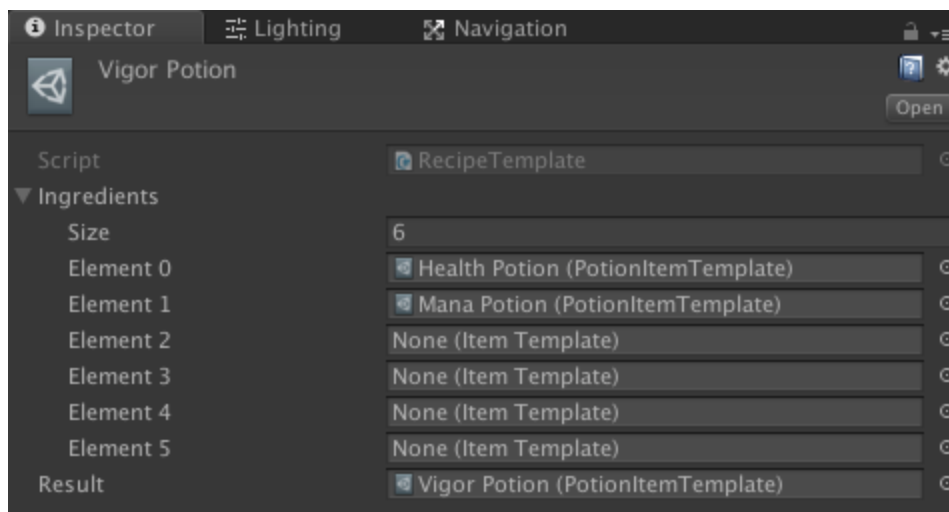 Inspector Lighting Navigation
Vigor Potion
Open
Script RecipeTemplate
Ingredients
Size 6
Element 0 Health Potion (PotionItemTemplate)
Element 1 Mana Potion (PotionItemTemplate)
Element 2 None (Item Template)
Element 3 None (Item Template)
Element 4 None (Item Template)
Element 5 None (Item Template)
Result Vigor Potion (PotionItemTemplate)